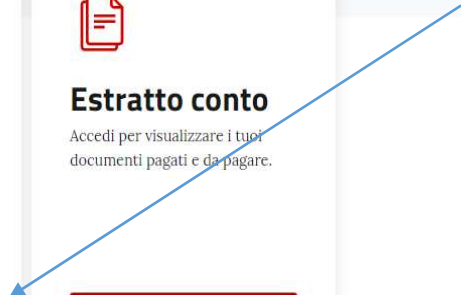 Estratto conto
Accedi per visualizzare i tuoi
documenti pagati e da pagare.